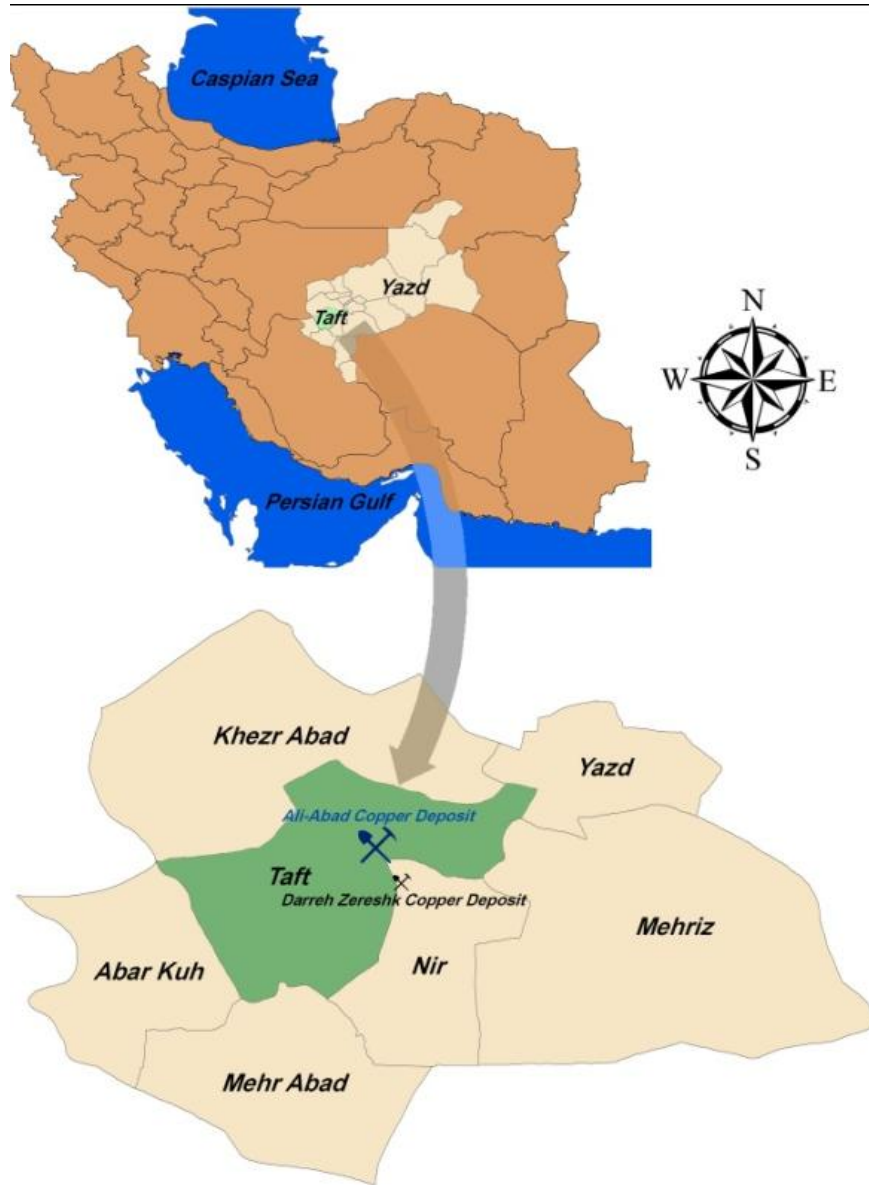 Caspian Sea
Yazd
Taft
N
W
E
S
Persian Gulf
Khezr Abad
Yazd
Ali-Abad Copper Deposit
Taft
Darreh Zereshk Copper Deposit
Mehriz
Abar Kuh
Nir
Mehr Abad